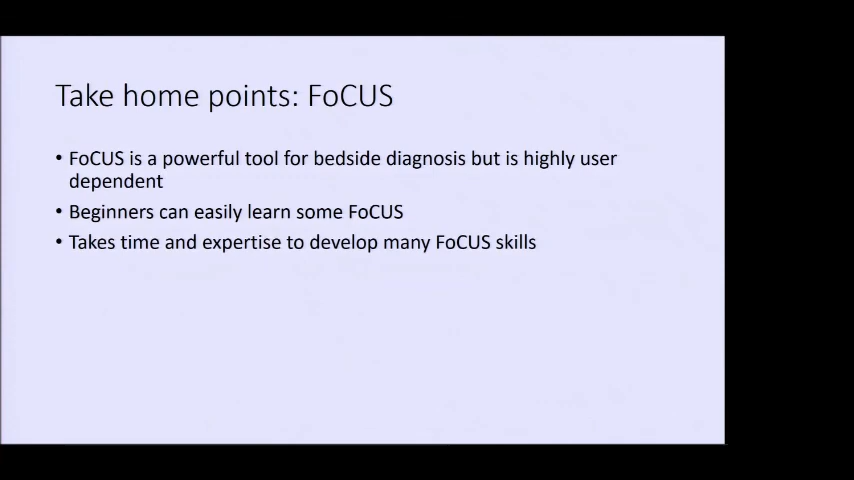 Take home points: FoCUS
• FoCUS is a powerful tool for bedside diagnosis but is highly user
dependent
• Beginners can easily learn some FoCUS
• Takes time and expertise to develop many FoCUS skills